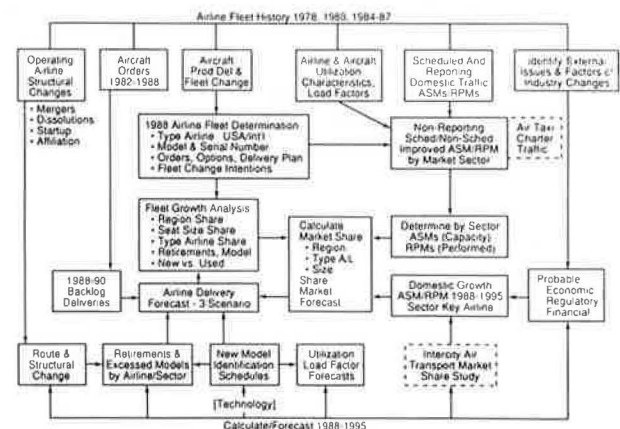 Airline Fleet History 1978, 1980, 1984-87
Operating
Airline
Structural
Changes
• Mergers
• Dissolutions
• Startup
• Affiliation
Aircraft
Orders
1982-1988
Aircraft
Prod Del &
Fleet Change
Airline & Aircraft
Utilization
Characteristics,
Load Factors
Scheduled And
Reporting
Domestic Traffic
ASMs RPMs
Identify External
Issues & Factors of
Industry Changes
1988 Airline Fleet Determination
• Type Airline USA/Int'l
• Model & Serial Number
• Orders, Options, Delivery Plan
• Fleet Change Intentions
Non-Reporting
Sched/Non-Sched
Improved ASM/RPM
by Market Sector
Air Taxi
Charter
Traffic
Fleet Growth Analysis
• Region Share
• Seat Size Share
• Type Airline Share
• Retirements, Model
• New vs. Used
Calculate
Market Share
• Region
• Type A/L
• Size
Share
Market
Forecast
Determine by Sector
ASMs (Capacity)
RPMs (Performed)
1988-90
Backlog
Deliveries
Airline Delivery
Forecast - 3 Scenario
Domestic Growth
ASM/RPM 1988-1995
Sector Key Airline
Probable
Economic
Regulatory
Financial
Route &
Structural
Change
Retirements &
Excessed Models
by Airline/Sector
New Model
Identification
Schedules
Utilization
Load Factor
Forecasts
Intercity Air
Transport Market
Share Study
[Technology]
Calculate/Forecast 1988-1995